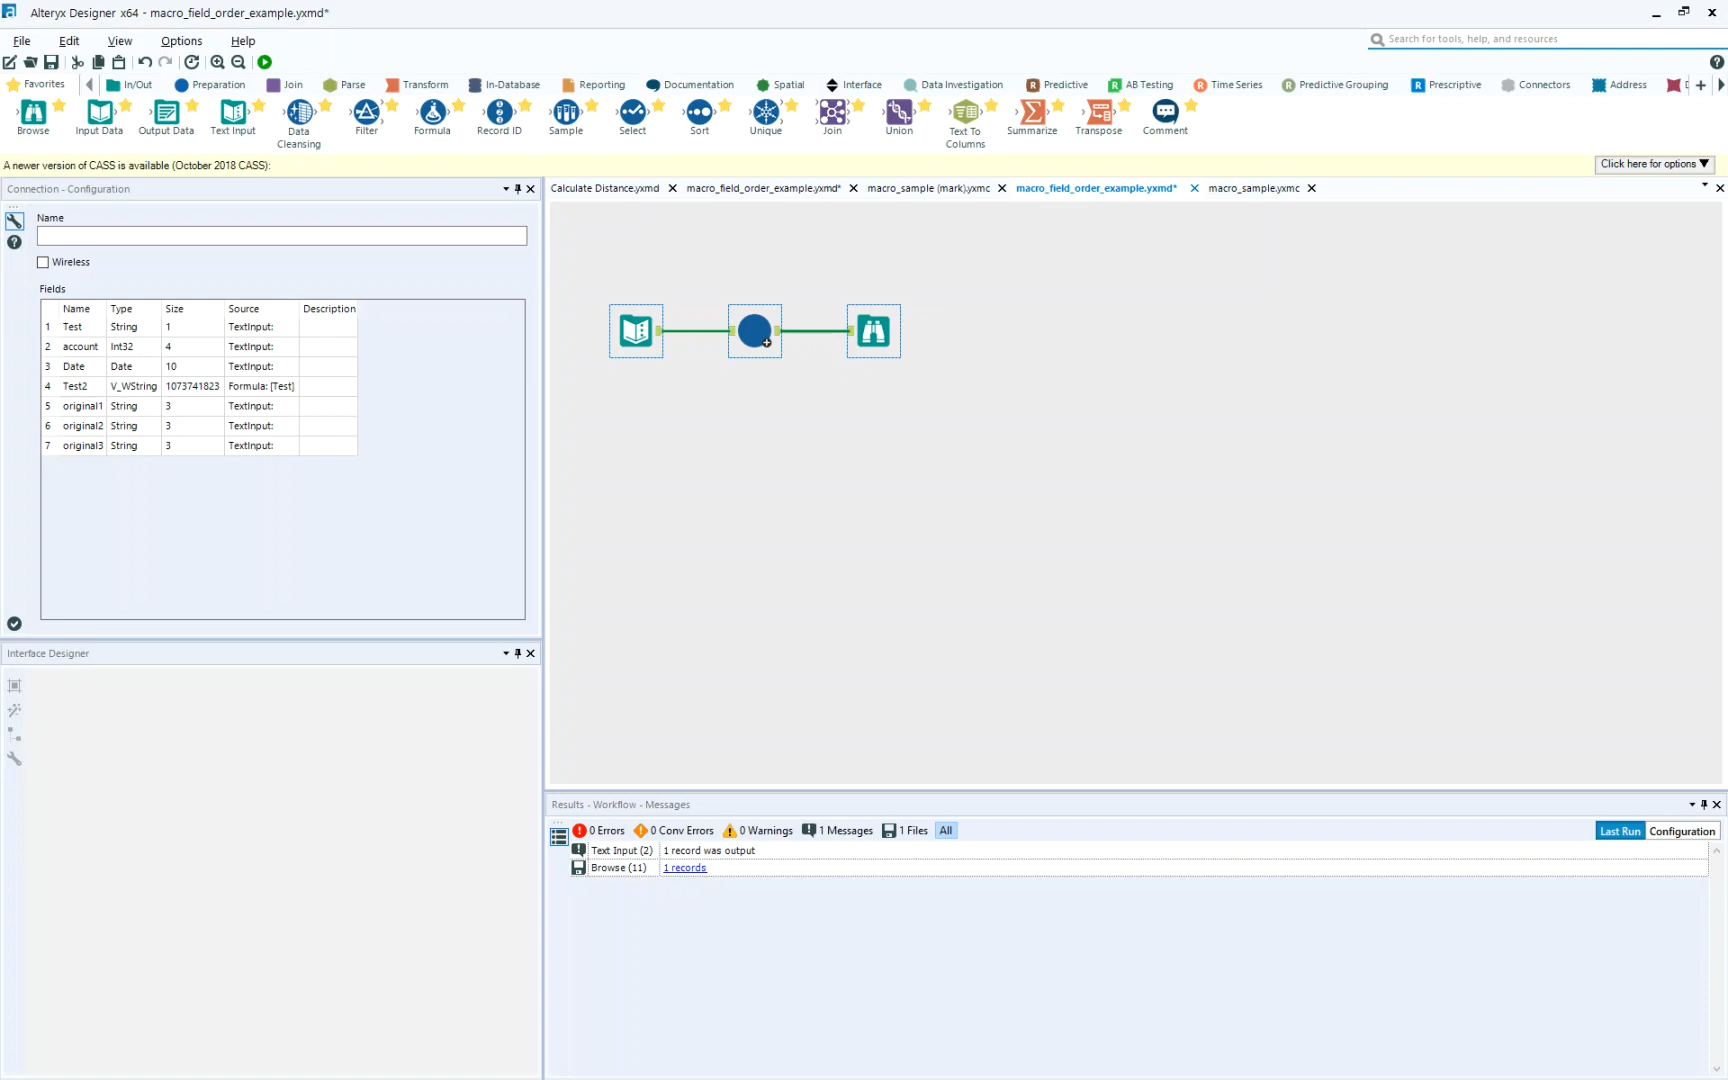 Alteryx Designer x64 - macro_field_order_example.yxmd*
File Edit View Options Help
Search for tools, help, and resources
Favorites In/Out Preparation Join Parse Transform In-Database Reporting Documentation Spatial Interface Data Investigation Predictive AB Testing Time Series Predictive Grouping Prescriptive Connectors Address
Browse Input Data Output Data Text Input Data Cleansing Filter Formula Record ID Sample Select Sort Unique Join Union Text To Columns Summarize Transpose Comment
A newer version of CASS is available (October 2018 CASS):
Click here for options ▼
Connection - Configuration
Calculate Distance.yxmd macro_field_order_example.yxmd* macro_sample (mark).yxmc macro_field_order_example.yxmd* macro_sample.yxmc
Name
Wireless
Fields
Name Type Size Source Description
1 Test String 1 TextInput:
2 account Int32 4 TextInput:
3 Date Date 10 TextInput:
4 Test2 V_WString 1073741823 Formula: [Test]
5 original1 String 3 TextInput:
6 original2 String 3 TextInput:
7 original3 String 3 TextInput:
Interface Designer
Results - Workflow - Messages
0 Errors 0 Conv Errors 0 Warnings 1 Messages 1 Files All
Last Run Configuration
Text Input (2) 1 record was output
Browse (11) 1 records